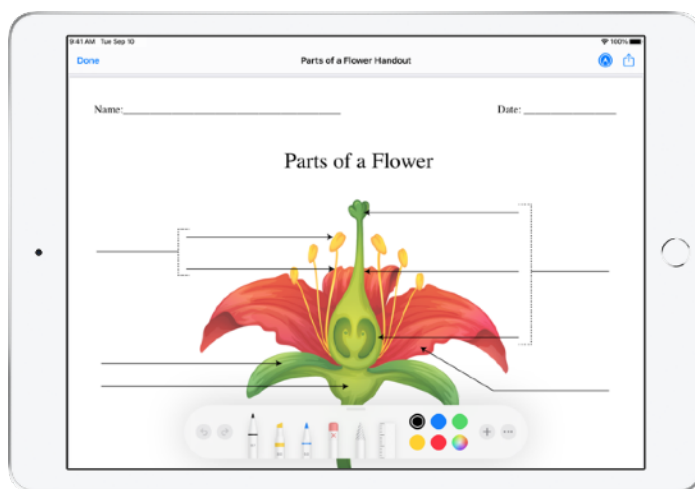 9:41 AM Tue Sep 10 100%
Done Parts of a Flower Handout
Name: Date:
Parts of a Flower